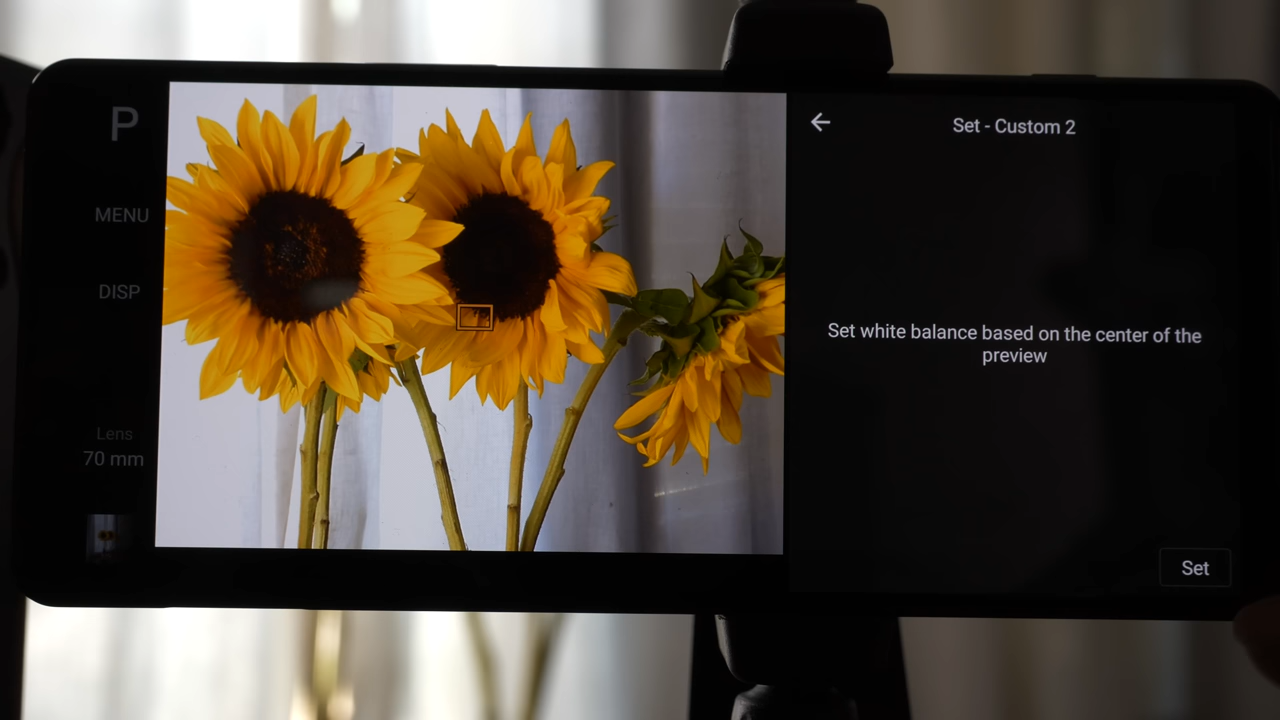 P
MENU
DISP
Lens
70 mm
Set - Custom 2
Set white balance based on the center of the
preview
Set